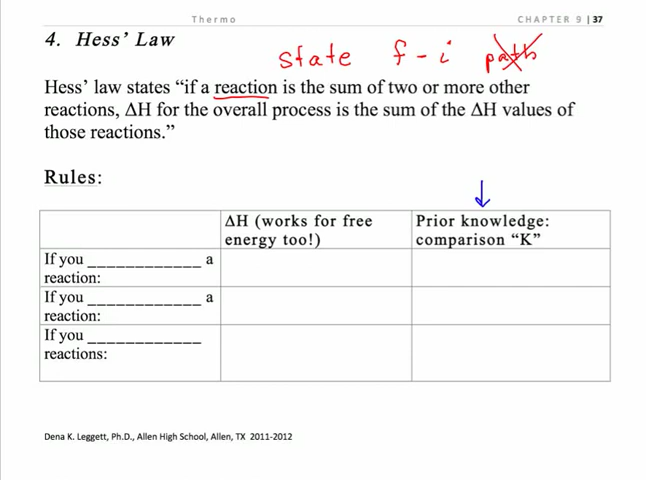 Thermo CHAPTER 9 | 37
4. Hess’ Law
state f - i path
Hess’ law states “if a reaction is the sum of two or more other
reactions, ΔH for the overall process is the sum of the ΔH values of
those reactions.”
Rules:
ΔH (works for free Prior knowledge:
energy too!) comparison “K”
If you ____________ a
reaction:
If you ____________ a
reaction:
If you ____________
reactions:
Dena K. Leggett, Ph.D., Allen High School, Allen, TX 2011-2012